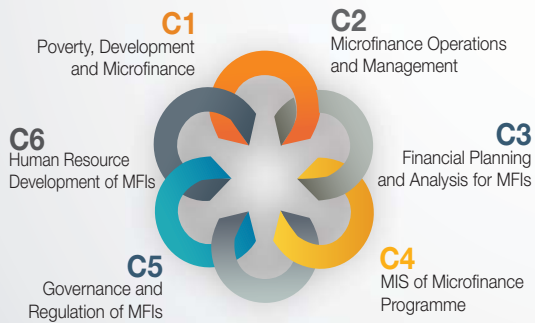 C1
Poverty, Development
and Microfinance
C2
Microfinance Operations
and Management
C3
Financial Planning
and Analysis for MFIs
C4
MIS of Microfinance
Programme
C5
Governance and
Regulation of MFIs
C6
Human Resource
Development of MFIs